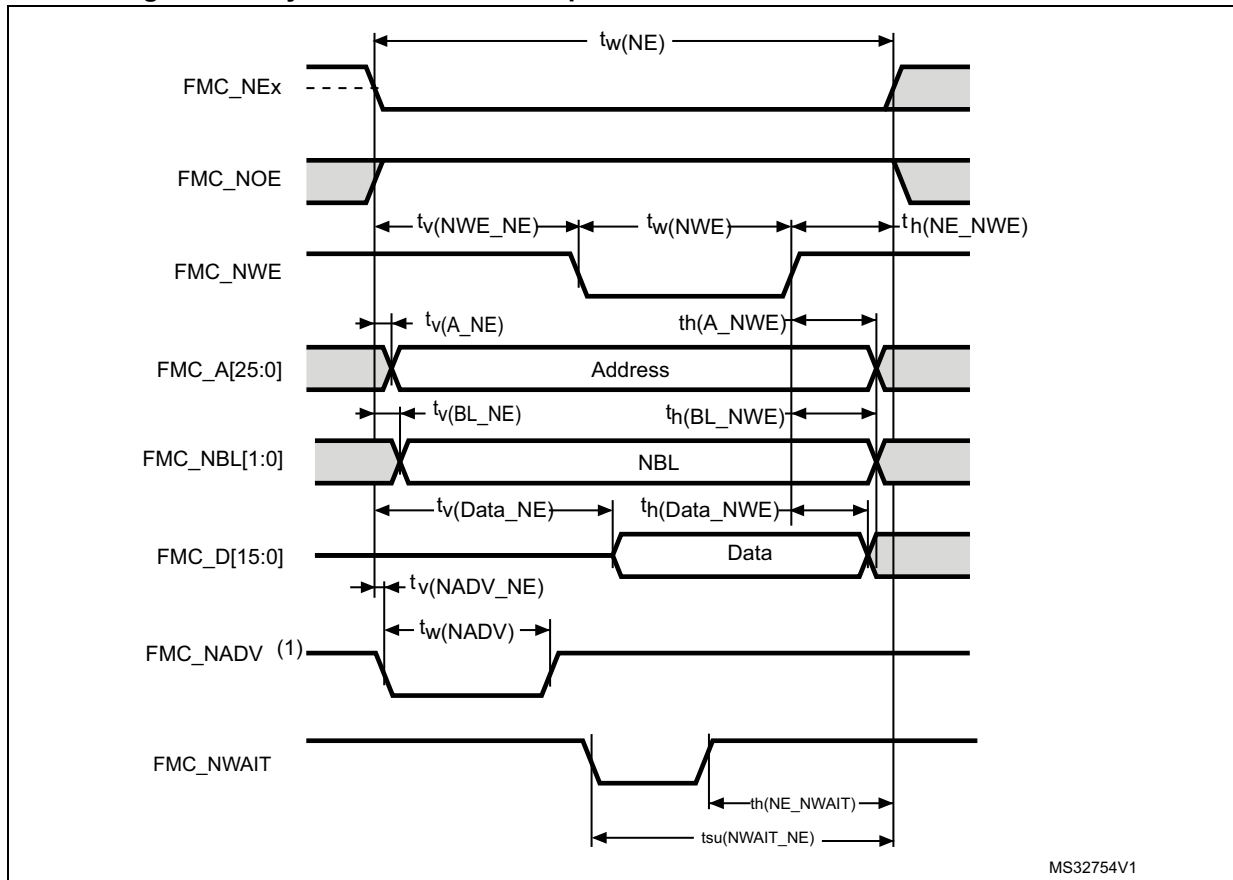 tw(NE)
FMC_NEx
FMC_NOE
tv(NWE_NE) tw(NWE) th(NE_NWE)
FMC_NWE
tv(A_NE) th(A_NWE)
FMC_A[25:0] Address
tv(BL_NE) th(BL_NWE)
FMC_NBL[1:0] NBL
tv(Data_NE) th(Data_NWE)
FMC_D[15:0] Data
tv(NADV_NE)
tw(NADV)
FMC_NADV (1)
FMC_NWAIT
th(NE_NWAIT)
tsu(NWAIT_NE)
MS32754V1